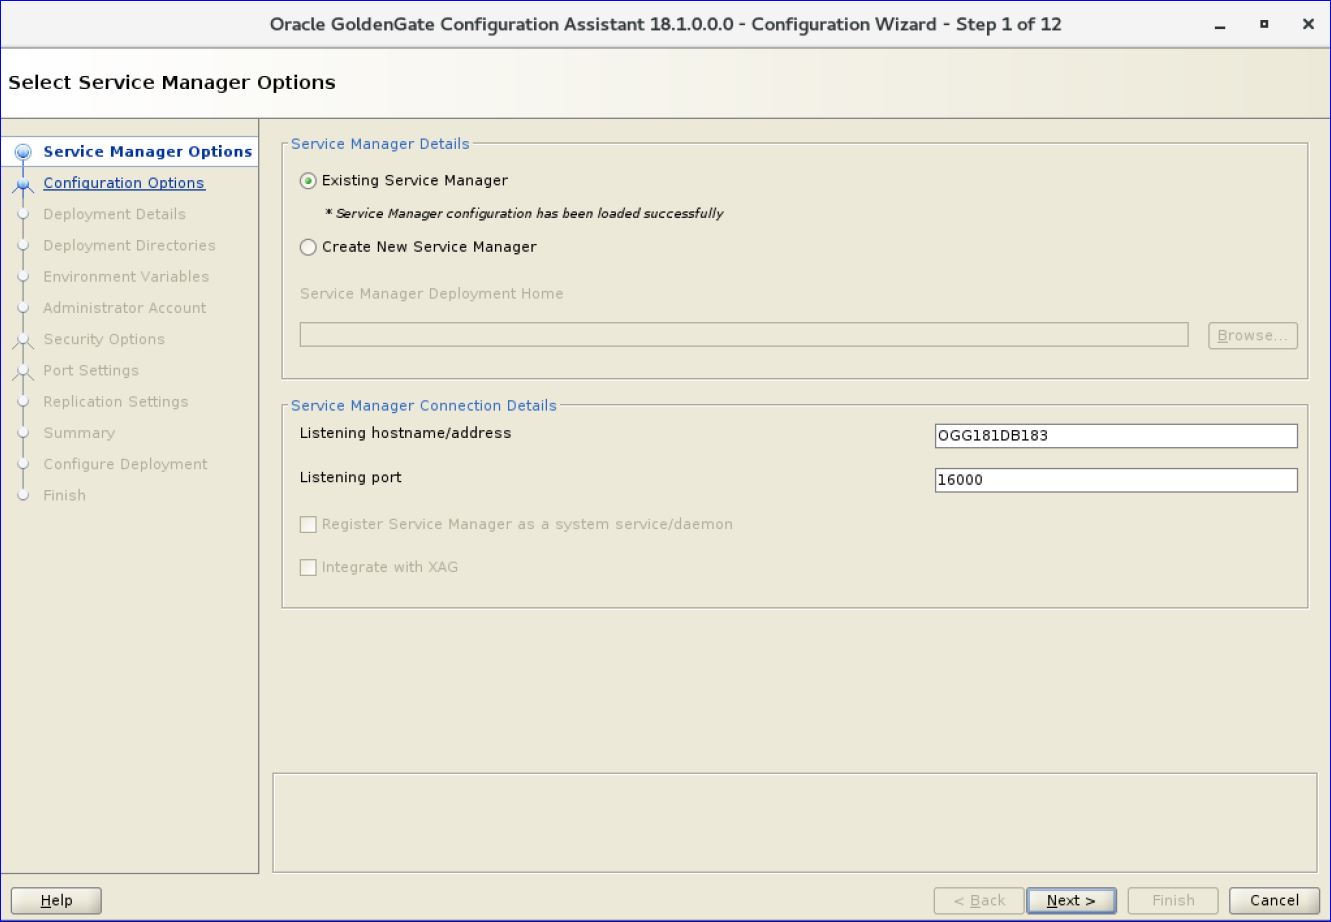 Oracle GoldenGate Configuration Assistant 18.1.0.0.0 - Configuration Wizard - Step 1 of 12
Select Service Manager Options
Service Manager Options
Configuration Options
Deployment Details
Deployment Directories
Environment Variables
Administrator Account
Security Options
Port Settings
Replication Settings
Summary
Configure Deployment
Finish
Service Manager Details
Existing Service Manager
* Service Manager configuration has been loaded successfully
Create New Service Manager
Service Manager Deployment Home
Browse...
Service Manager Connection Details
Listening hostname/address
OGG181DB183
Listening port
16000
Register Service Manager as a system service/daemon
Integrate with XAG
Help
< Back
Next >
Finish
Cancel